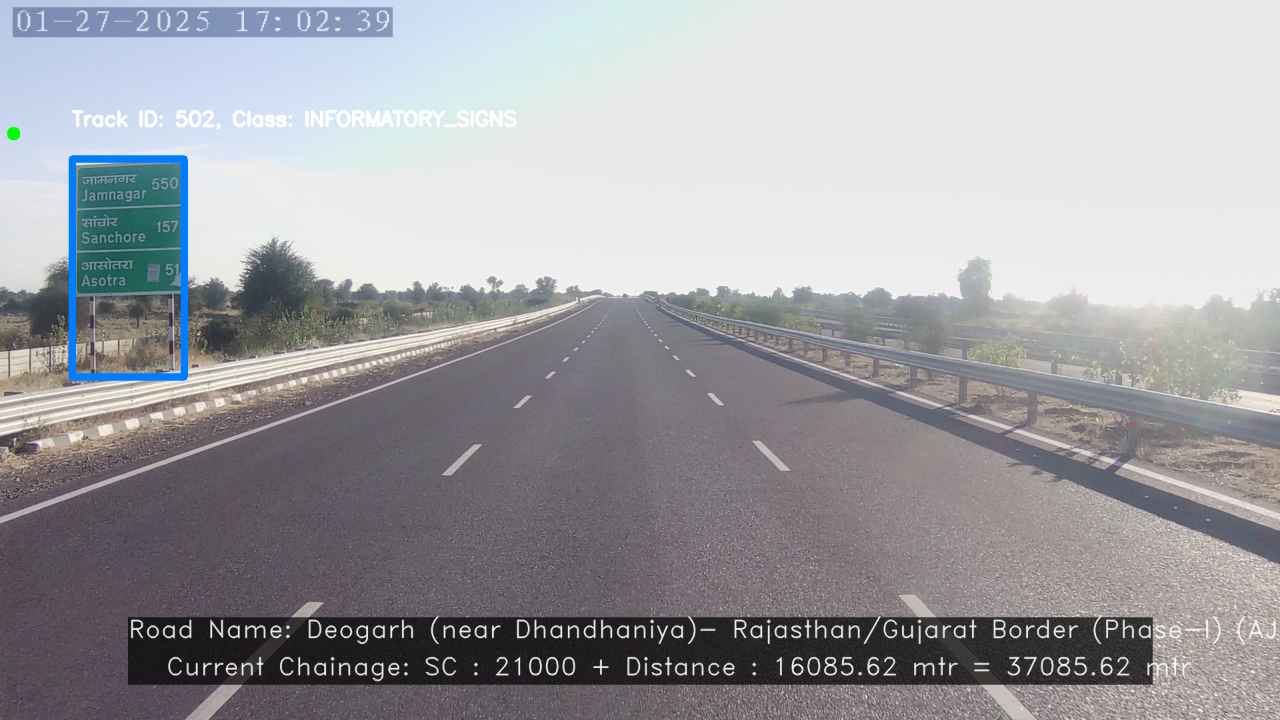 01-27-2025 17:02:39
Track ID: 502, Class: INFORMATORY_SIGNS
जामनगर 550
Jamnagar
सांचोर 157
Sanchore
आसोतरा 51
Asotra
Road Name: Deogarh (near Dhandhaniya)- Rajasthan/Gujarat Border (Phase-I) (AJ
Current Chainage: SC : 21000 + Distance : 16085.62 mtr = 37085.62 mtr